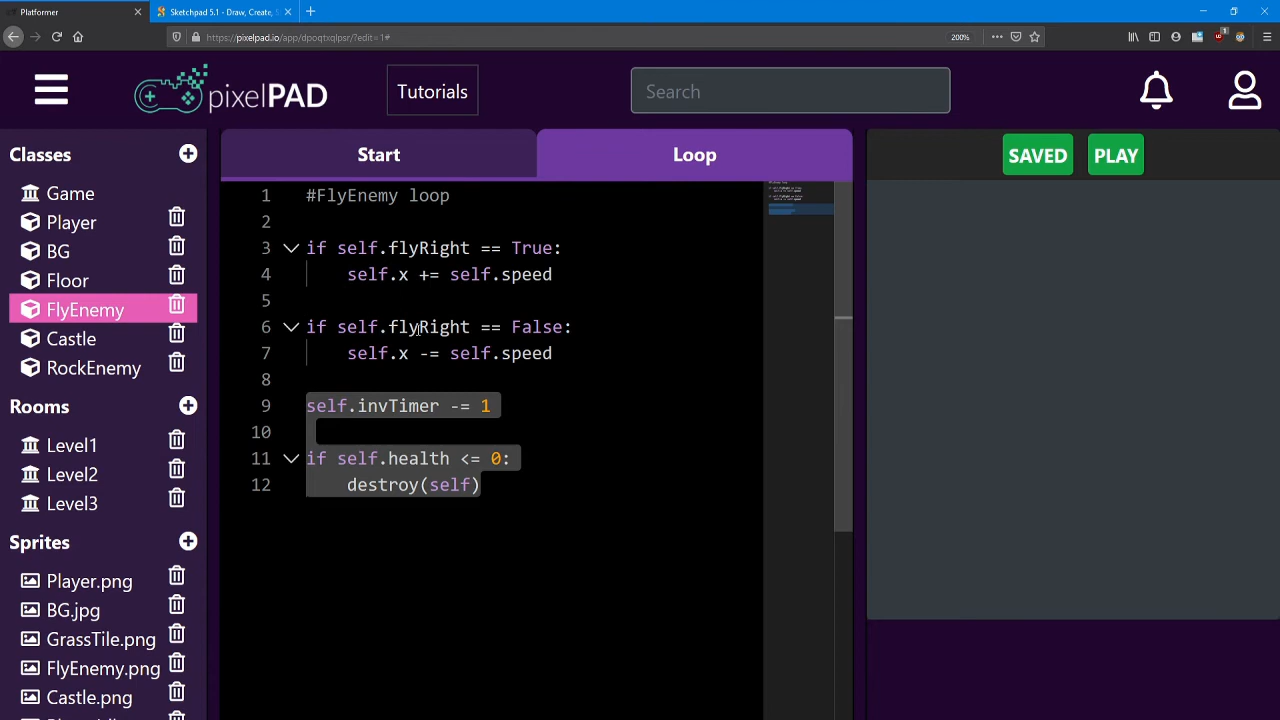 Platformer
Sketchpad 5.1 - Draw, Create,
https://pixelpad.io/app/dpoqtxqlpsr/?edit=1#
200%
pixelPAD
Tutorials
Search
Classes
Game
Player
BG
Floor
FlyEnemy
Castle
RockEnemy
Rooms
Level1
Level2
Level3
Sprites
Player.png
BG.jpg
GrassTile.png
FlyEnemy.png
Castle.png
Start
Loop
1 #FlyEnemy loop
2
3 if self.flyRight == True:
4 self.x += self.speed
5
6 if self.flyRight == False:
7 self.x -= self.speed
8
9 self.invTimer -= 1
10
11 if self.health <= 0:
12 destroy(self)
SAVED
PLAY